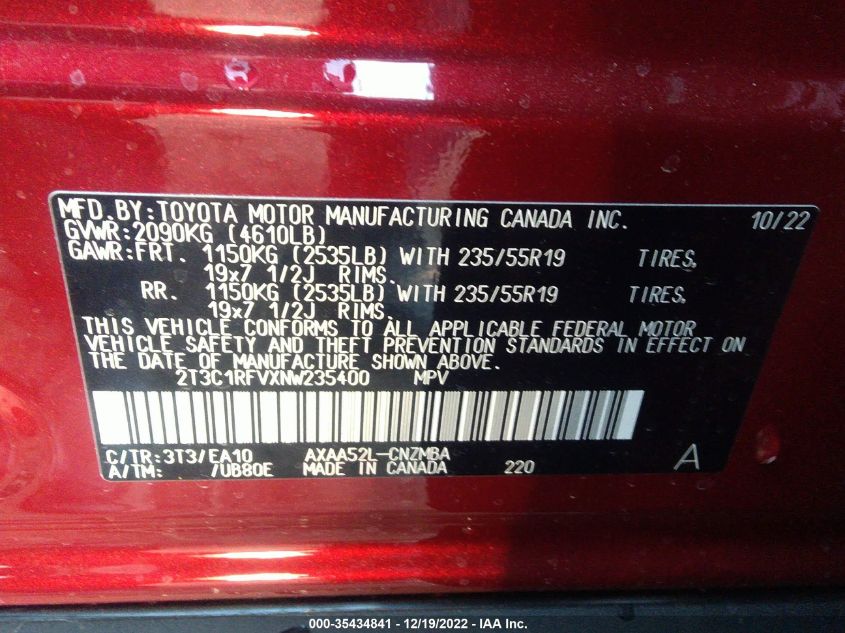 MFD. BY: TOYOTA MOTOR MANUFACTURING CANADA INC. 10/22
GVWR: 2090KG (4610LB)
GAWR: FRT. 1150KG (2535LB) WITH 235/55R19 TIRES,
19x7 1/2J RIMS.
RR. 1150KG (2535LB) WITH 235/55R19 TIRES,
19x7 1/2J RIMS.
THIS VEHICLE CONFORMS TO ALL APPLICABLE FEDERAL MOTOR
VEHICLE SAFETY AND THEFT PREVENTION STANDARDS IN EFFECT ON
THE DATE OF MANUFACTURE SHOWN ABOVE.
2T3C1RFVXNW235400 MPV
C/TR: 3T3/EA10 AXAA52L-CNZMBA
A/TM: /UB80E MADE IN CANADA 220 A
000-35434841 - 12/19/2022 - IAA Inc.